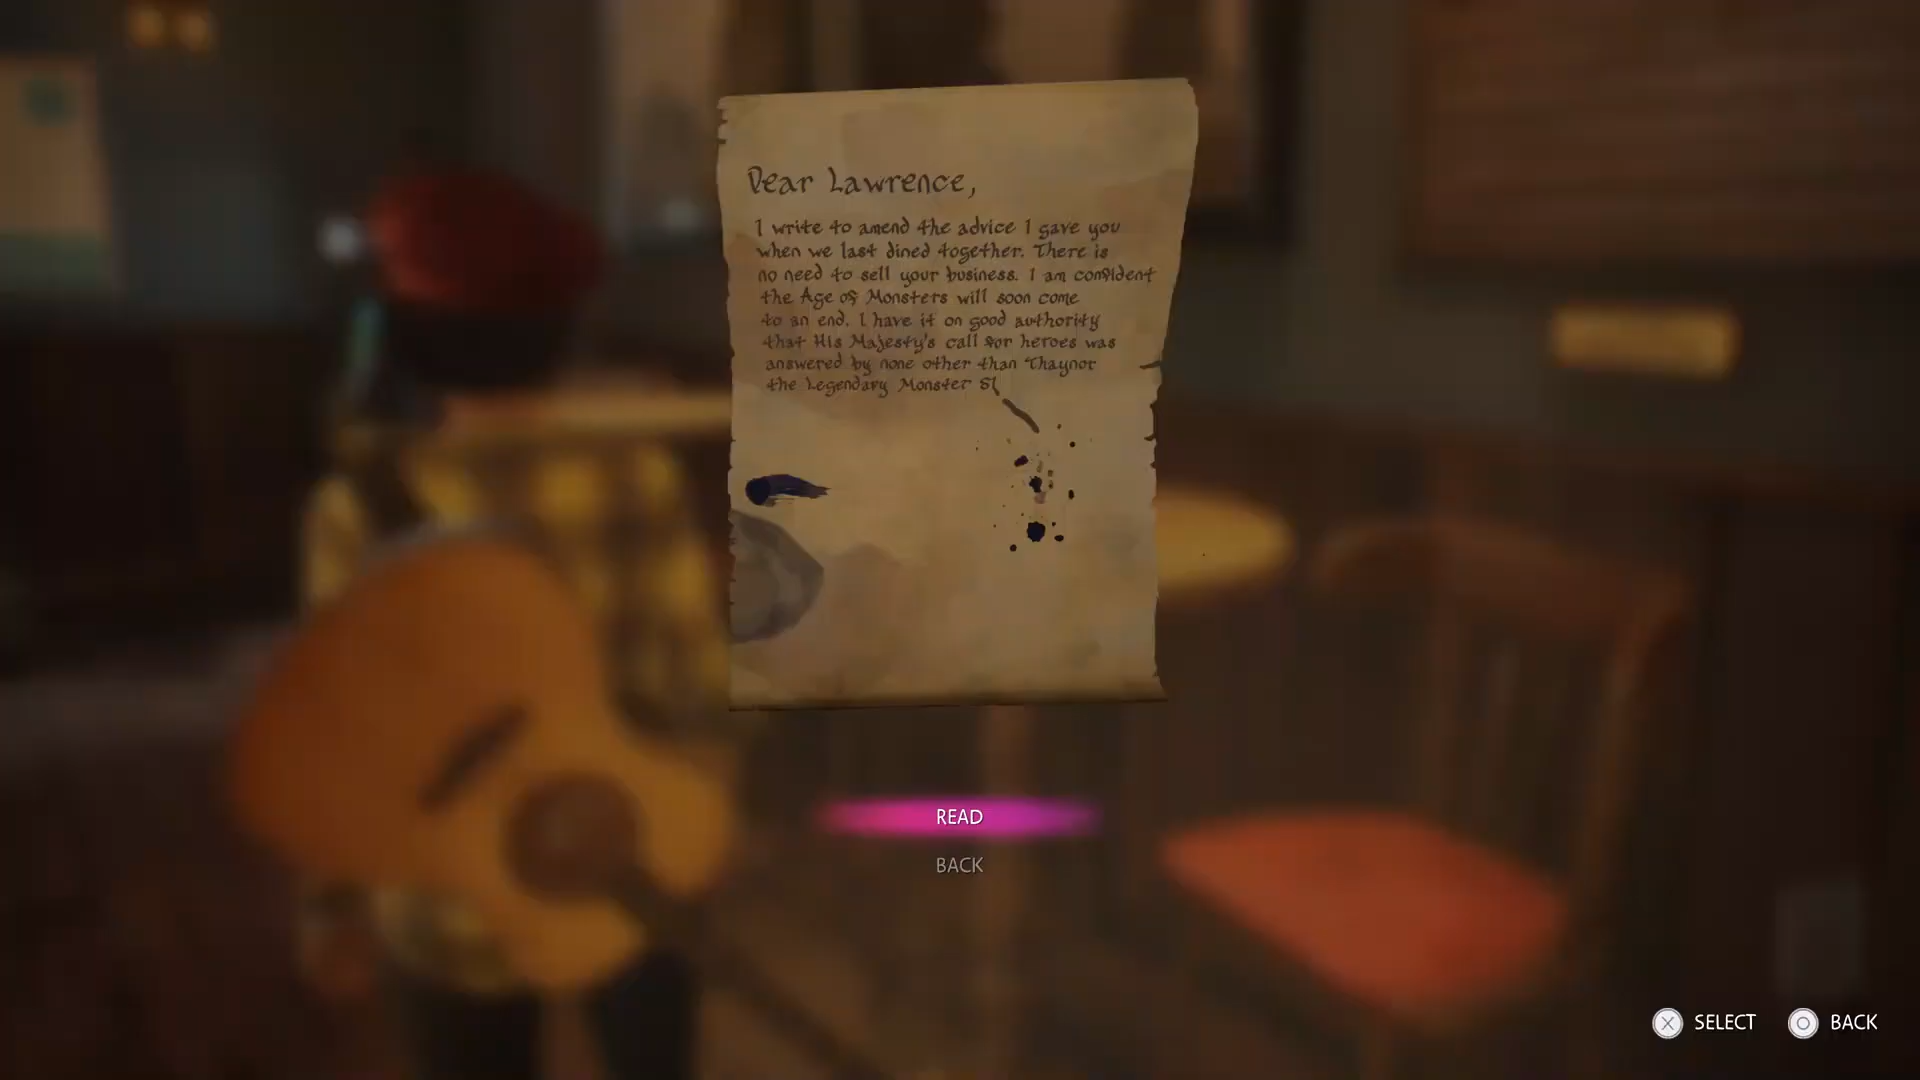 Dear Lawrence,
I write to amend the advice I gave you
when we last dined together. There is
no need to sell your business. I am confident
the Age of Monsters will soon come
to an end. I have it on good authority
that His Majesty's call for heroes was
answered by none other than Thaynor
the Legendary Monster Sl
READ
BACK
SELECT BACK